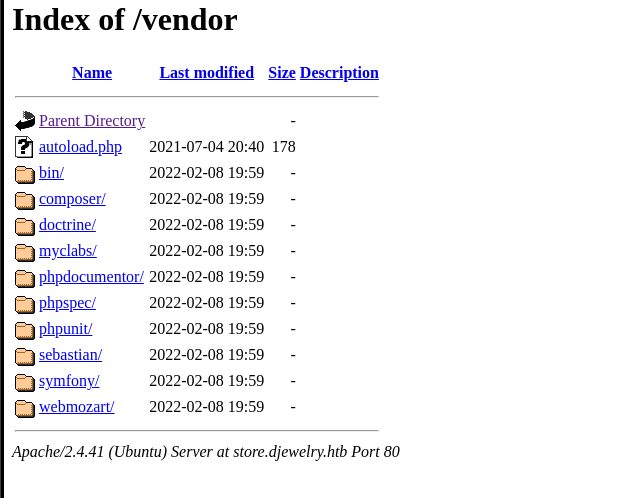 Index of /vendor
Name Last modified Size Description
Parent Directory -
autoload.php 2021-07-04 20:40 178
bin/ 2022-02-08 19:59 -
composer/ 2022-02-08 19:59 -
doctrine/ 2022-02-08 19:59 -
myclabs/ 2022-02-08 19:59 -
phpdocumentor/ 2022-02-08 19:59 -
phpspec/ 2022-02-08 19:59 -
phpunit/ 2022-02-08 19:59 -
sebastian/ 2022-02-08 19:59 -
symfony/ 2022-02-08 19:59 -
webmozart/ 2022-02-08 19:59 -
Apache/2.4.41 (Ubuntu) Server at store.djewelry.htb Port 80